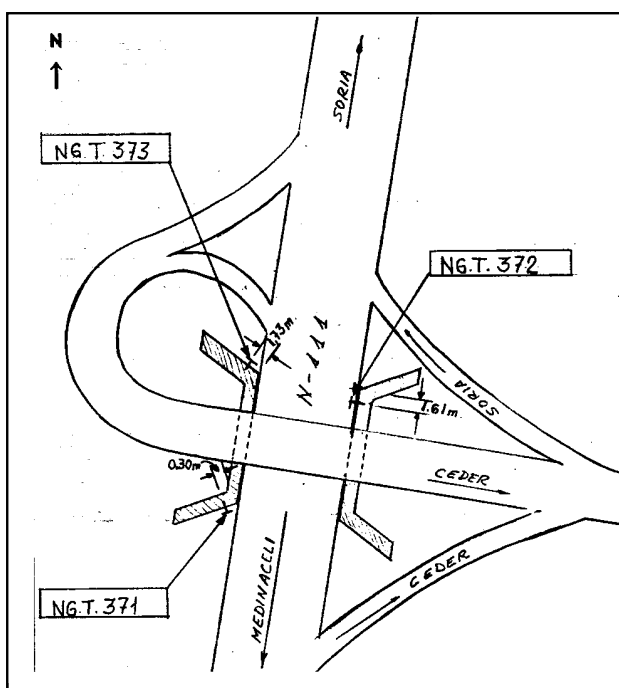 N
SORIA
NG.T. 373
NG.T. 372
1.73m.
N-111
SORIA
1.61m.
0.30m
CEDER
NG.T. 371
MEDINACELI
CEDER